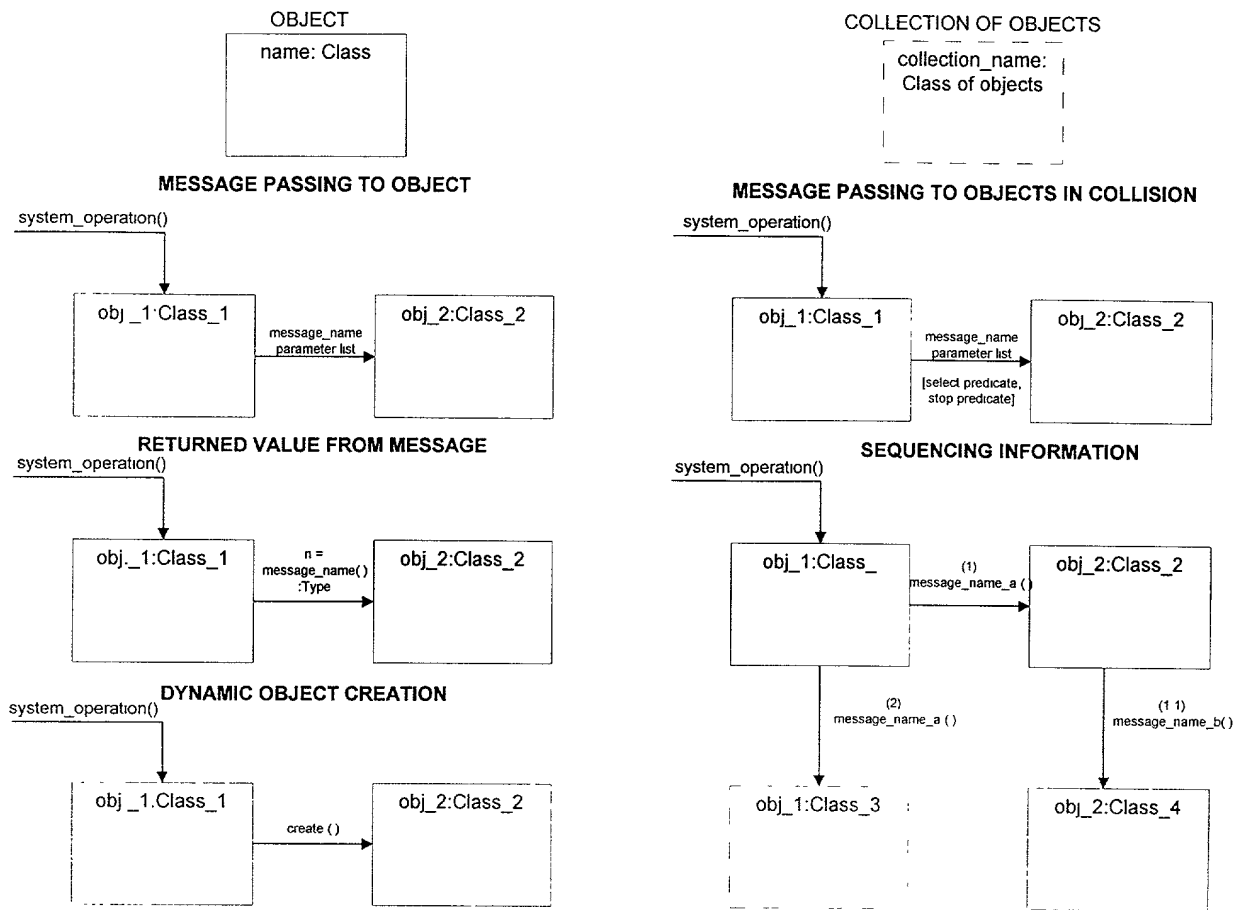 OBJECT
name: Class
COLLECTION OF OBJECTS
collection_name:
Class of objects
MESSAGE PASSING TO OBJECT
system_operation()
obj_1:Class_1
message_name
parameter list
obj_2:Class_2
MESSAGE PASSING TO OBJECTS IN COLLISION
system_operation()
obj_1:Class_1
message_name
parameter list
[select predicate,
stop predicate]
obj_2:Class_2
RETURNED VALUE FROM MESSAGE
system_operation()
obj._1:Class_1
n =
message_name()
:Type
obj_2:Class_2
SEQUENCING INFORMATION
system_operation()
obj_1:Class_
(1)
message_name_a ( )
obj_2:Class_2
(2)
message_name_a ( )
(1 1)
message_name_b( )
obj_1:Class_3
obj_2:Class_4
DYNAMIC OBJECT CREATION
system_operation()
obj _1.Class_1
create ( )
obj_2:Class_2